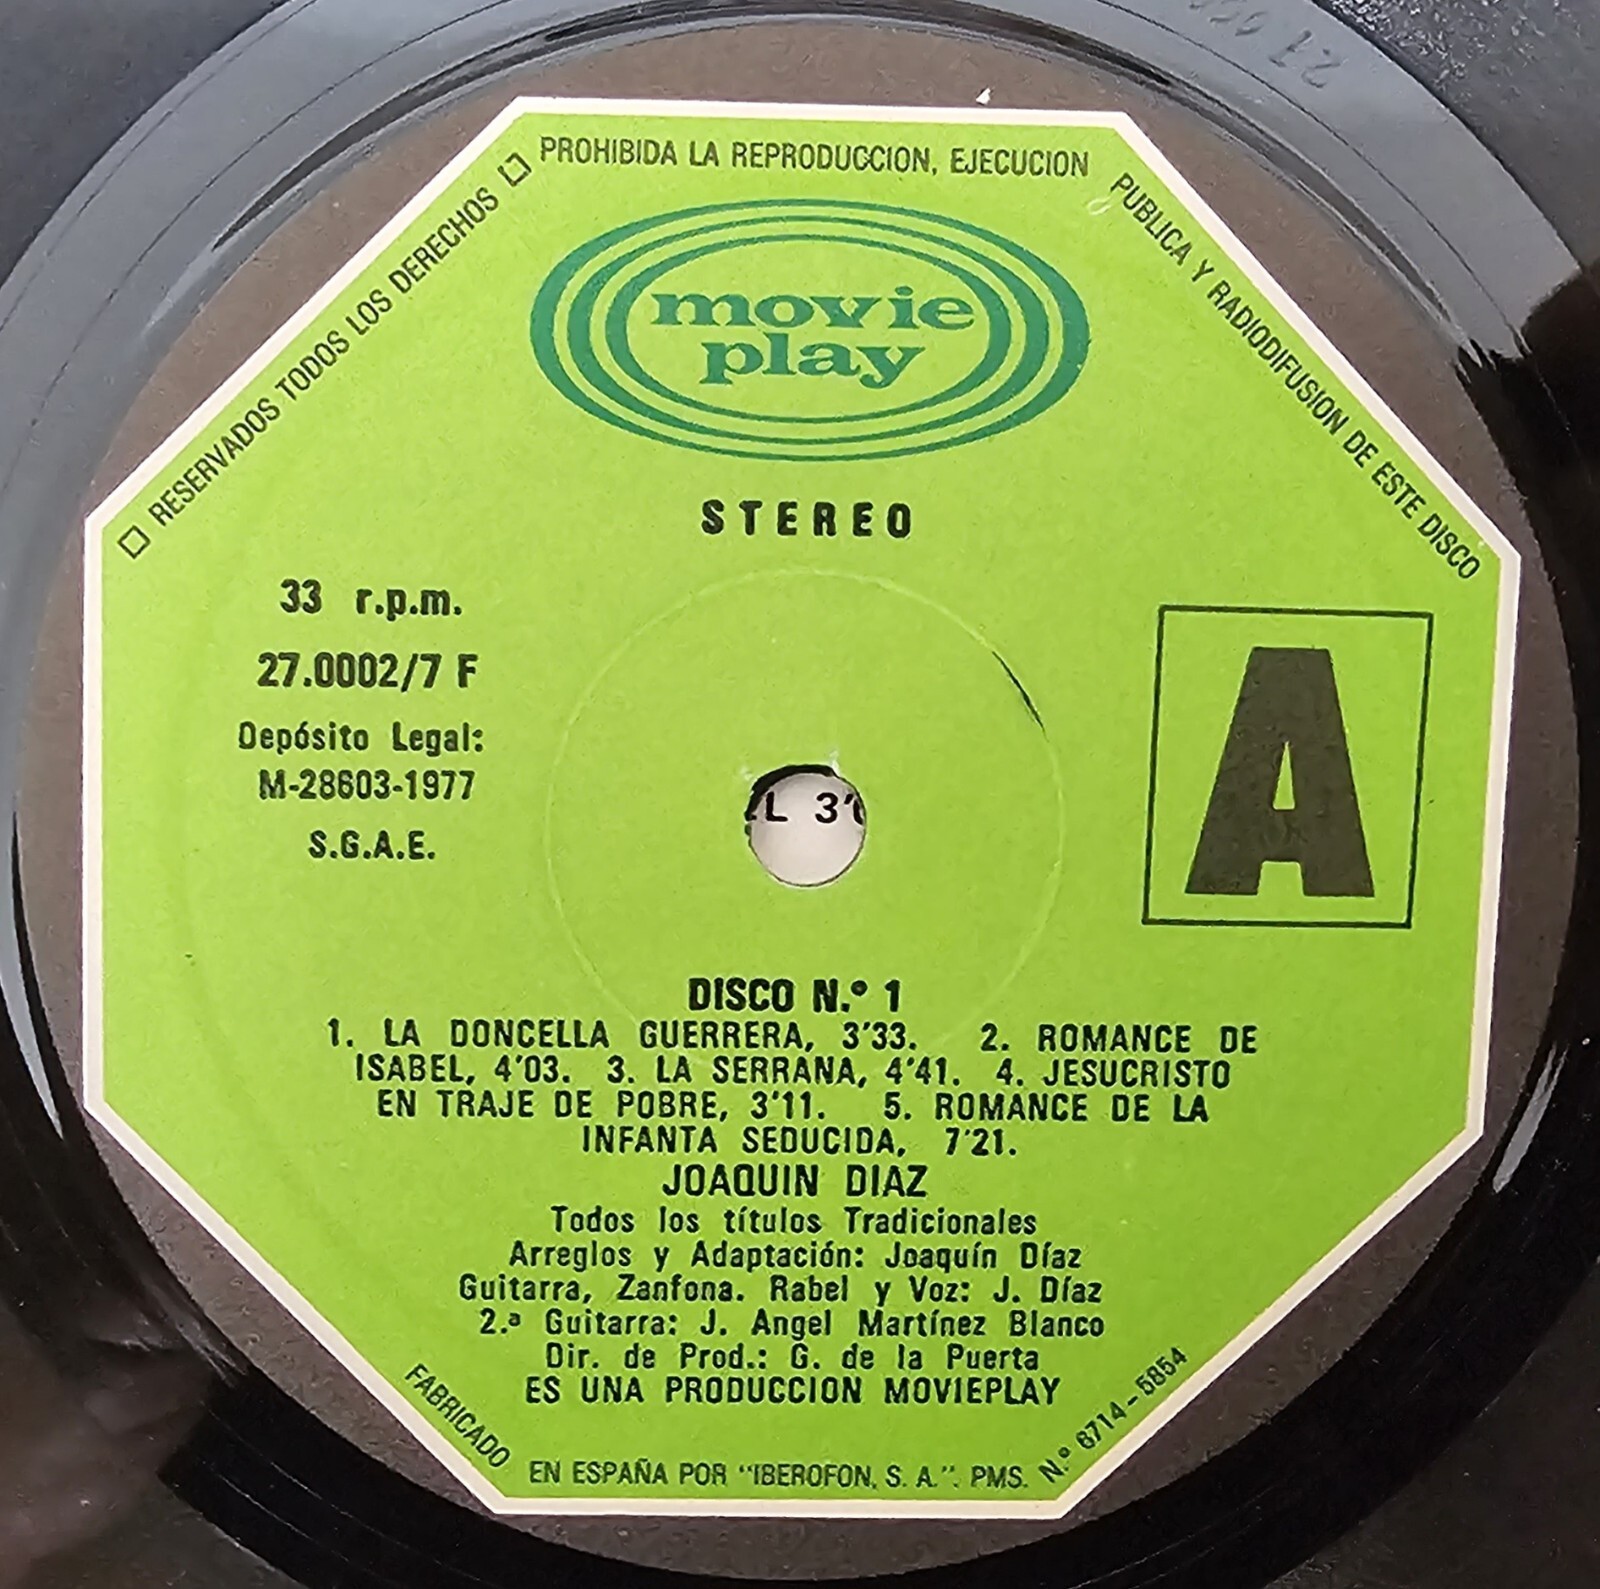 RESERVADOS TODOS LOS DERECHOS
PROHIBIDA LA REPRODUCCION, EJECUCION
PUBLICA Y RADIODIFUSION DE ESTE DISCO
movie
play
STEREO
33 r.p.m.
27.0002/7 F
Depósito Legal:
M-28603-1977
S.G.A.E.
A
L 3'
DISCO N.º 1
1. LA DONCELLA GUERRERA, 3'33. 2. ROMANCE DE
ISABEL, 4'03. 3. LA SERRANA, 4'41. 4. JESUCRISTO
EN TRAJE DE POBRE, 3'11. 5. ROMANCE DE LA
INFANTA SEDUCIDA, 7'21.
JOAQUIN DIAZ
Todos los títulos Tradicionales
Arreglos y Adaptación: Joaquín Díaz
Guitarra, Zanfona. Rabel y Voz: J. Díaz
2.ª Guitarra: J. Angel Martínez Blanco
Dir. de Prod.: G. de la Puerta
ES UNA PRODUCCION MOVIEPLAY
FABRICADO
EN ESPAÑA POR "IBEROFON, S. A.". PMS.
N.º 6714-5854